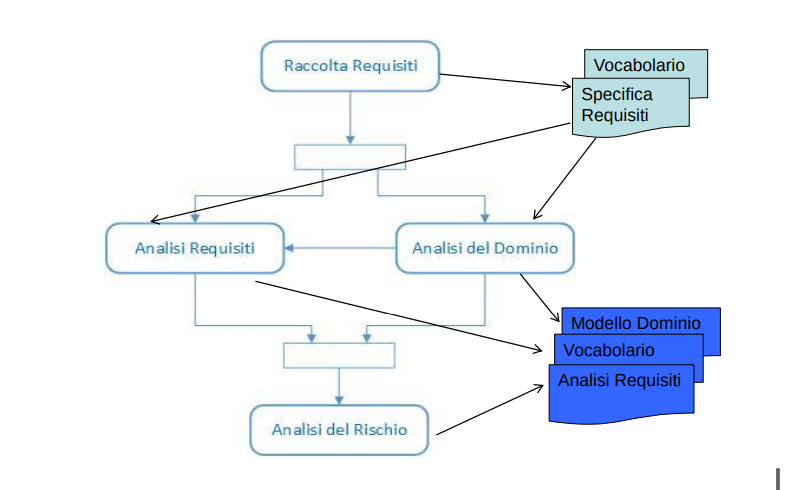 Raccolta Requisiti
Vocabolario
Specifica
Requisiti
Analisi Requisiti
Analisi del Dominio
Modello Dominio
Vocabolario
Analisi Requisiti
Analisi del Rischio